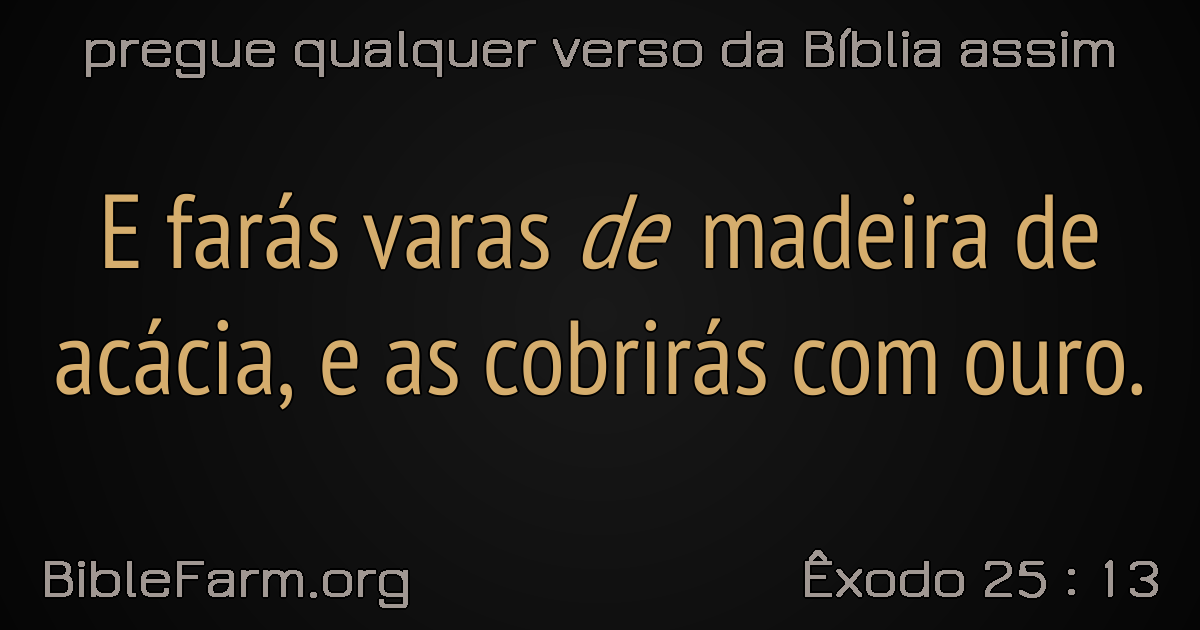 pregue qualquer verso da Bíblia assim
E farás varas de madeira de
acácia, e as cobrirás com ouro.
BibleFarm.org
Êxodo 25 : 13